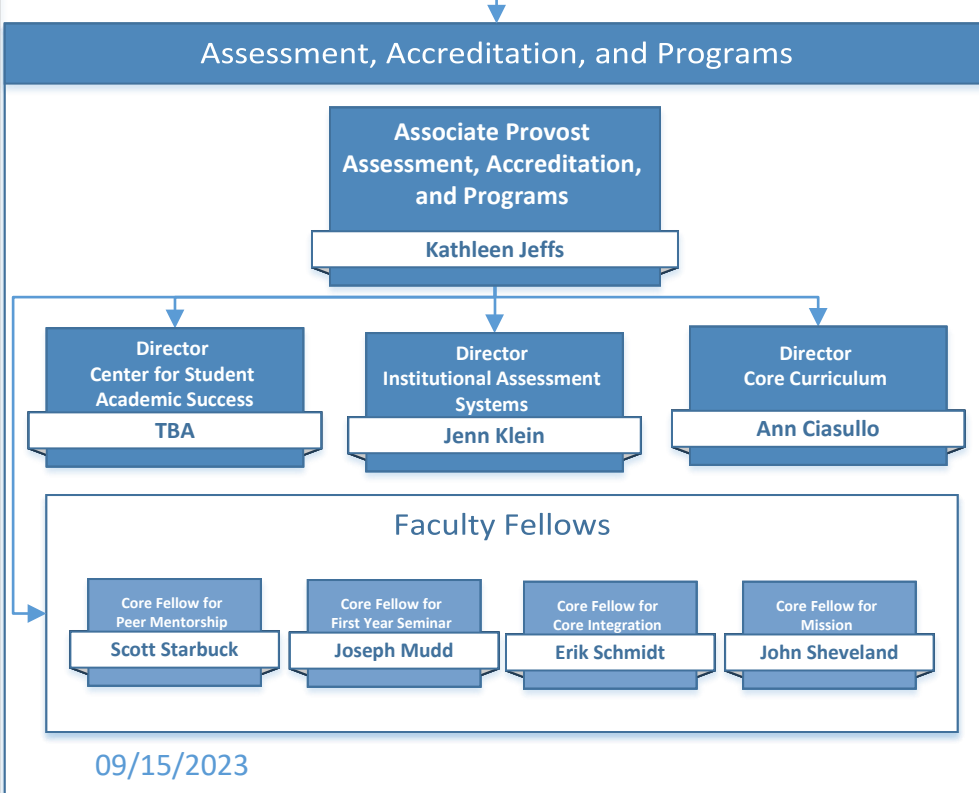 Assessment, Accreditation, and Programs
Associate Provost
Assessment, Accreditation,
and Programs
Kathleen Jeffs
Director
Center for Student
Academic Success
TBA
Director
Institutional Assessment
Systems
Jenn Klein
Director
Core Curriculum
Ann Ciasullo
Faculty Fellows
Core Fellow for
Peer Mentorship
Scott Starbuck
Core Fellow for
First Year Seminar
Joseph Mudd
Core Fellow for
Core Integration
Erik Schmidt
Core Fellow for
Mission
John Sheveland
09/15/2023